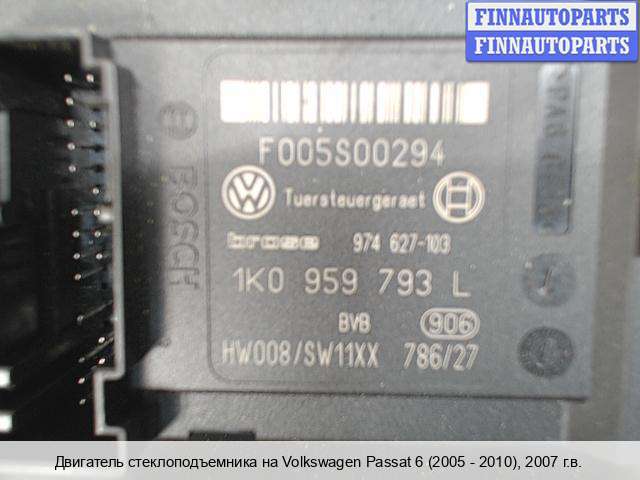 FINNAUTOPARTS
FINNAUTOPARTS
F005S00294
Tuersteuergeraet
brose 974 627-103
1K0 959 793 L
BVB 906
HW008/SW11XX 786/27
BOSCH
Двигатель стеклоподъемника на Volkswagen Passat 6 (2005 - 2010), 2007 г.в.